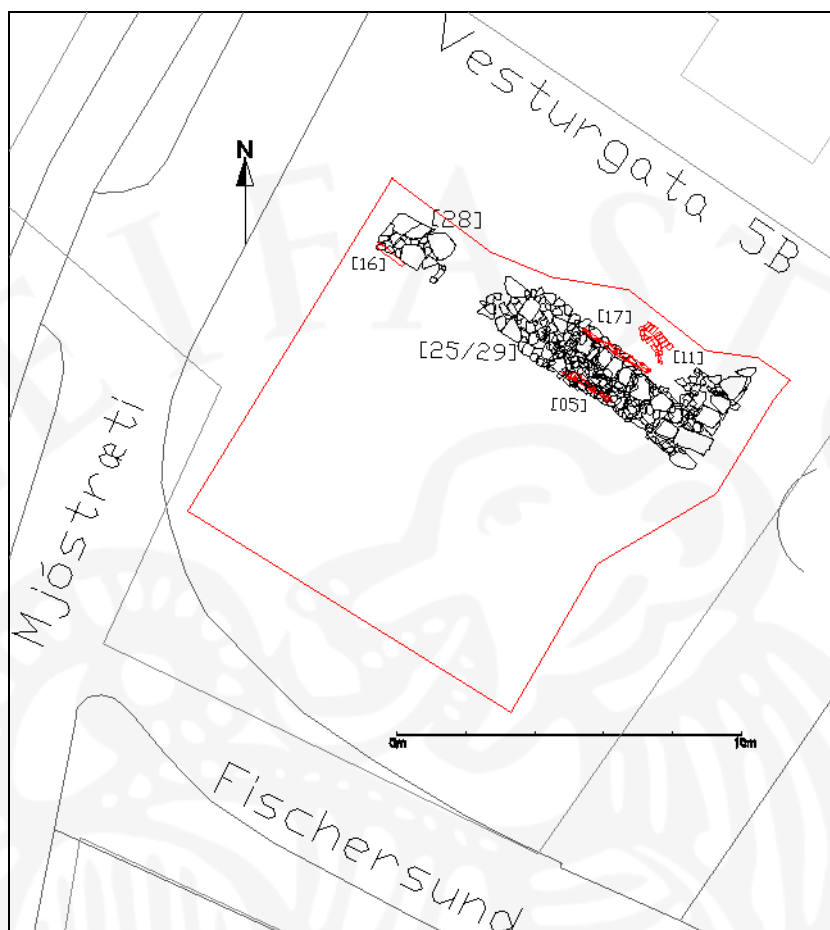 Vesturgata 5B
N
[28]
[16]
[17]
[25/29]
[11]
[05]
Mjóstræti
0m
10m
Fischersund